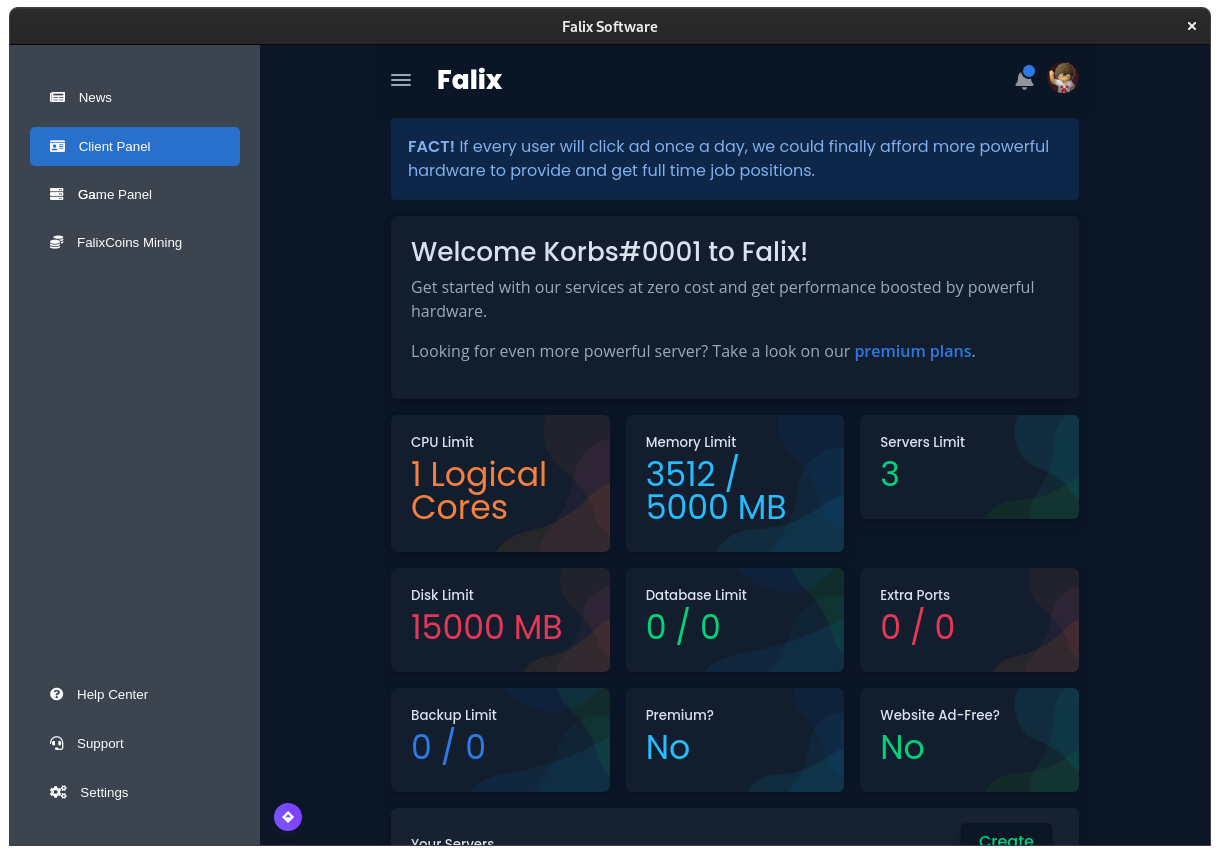 Falix Software
News
Client Panel
Game Panel
FalixCoins Mining
Help Center
Support
Settings
Falix
FACT! If every user will click ad once a day, we could finally afford more powerful
hardware to provide and get full time job positions.
Welcome Korbs#0001 to Falix!
Get started with our services at zero cost and get performance boosted by powerful
hardware.
Looking for even more powerful server? Take a look on our premium plans.
CPU Limit
1 Logical
Cores
Memory Limit
3512 /
5000 MB
Servers Limit
3
Disk Limit
15000 MB
Database Limit
0 / 0
Extra Ports
0 / 0
Backup Limit
0 / 0
Premium?
No
Website Ad-Free?
No
Your Servers
Create